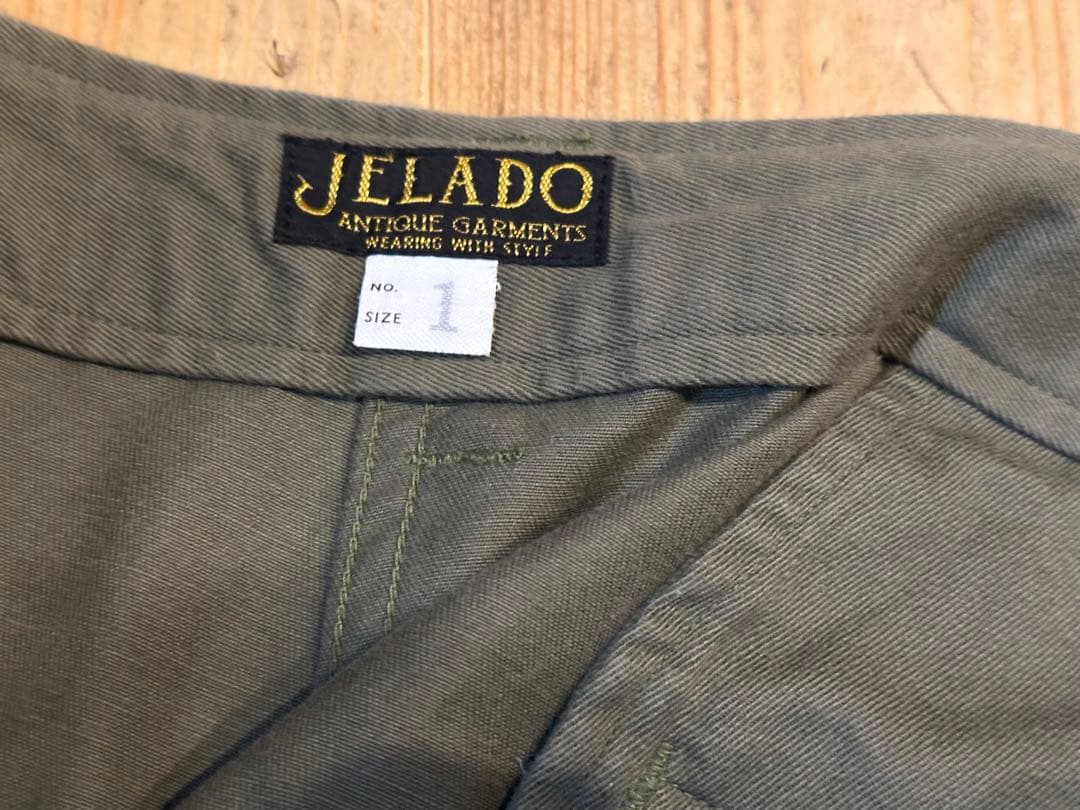 JELADO
ANTIQUE GARMENTS
WEARING WITH STYLE
NO.
SIZE 1